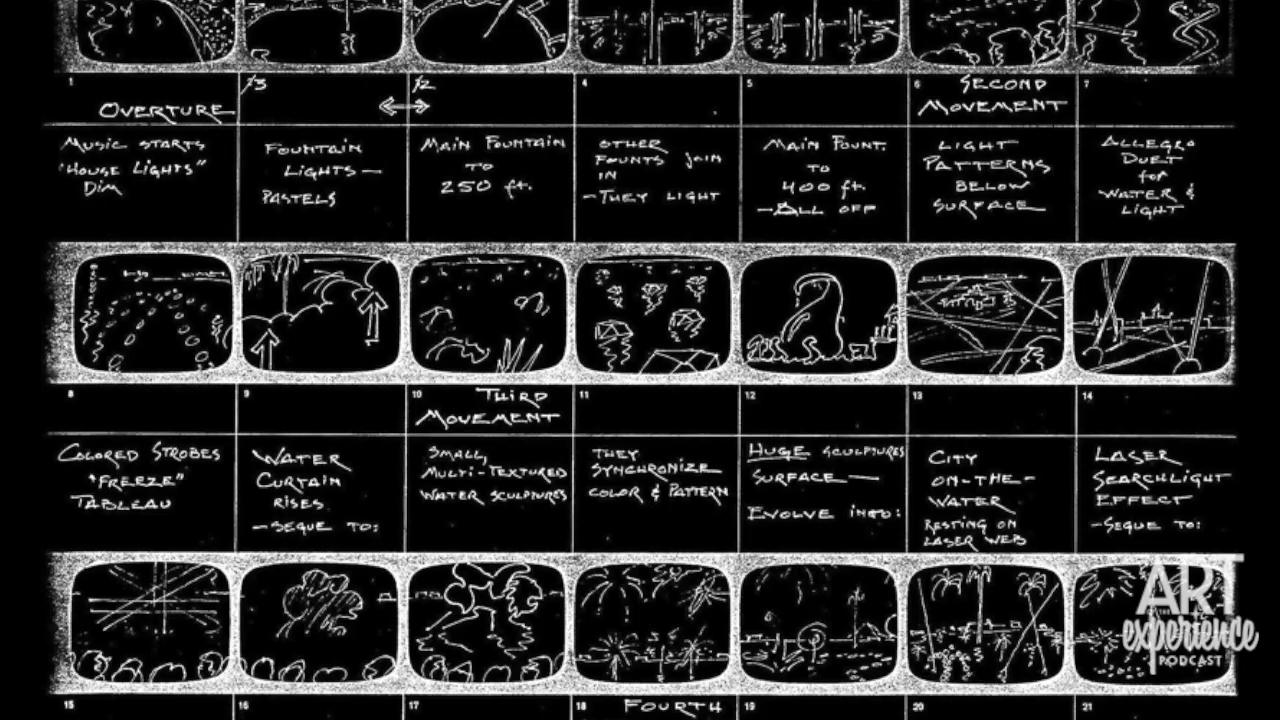 1
OVERTURE
MUSIC STARTS
"HOUSE LIGHTS"
DIM
3
FOUNTAIN
LIGHTS —
PASTELS
2
MAIN FOUNTAIN
TO
250 ft.
4
OTHER
FOUNTS JOIN
IN
- THEY LIGHT
5
MAIN FOUNT.
TO
400 ft.
- ALL OFF
6
SECOND
MOVEMENT
LIGHT
PATTERNS
BELOW
SURFACE
7
ALLEGRO
DUET
for
WATER &
LIGHT
8
COLORED STROBES
"FREEZE"
TABLEAU
9
WATER
CURTAIN
RISES
- SEQUE TO:
10
THIRD
MOVEMENT
SMALL,
MULTI-TEXTURED
WATER SCULPTURES
11
THEY
SYNCHRONIZE
COLOR & PATTERN
12
HUGE SCULPTURES
SURFACE —
EVOLVE INTO:
13
CITY
ON-THE-
WATER
RESTING ON
LASER WEB
14
LASER
SEARCHLIGHT
EFFECT
- SEQUE TO:
15
16
17
18
FOURTH
19
20
21
THE ART
experience
PODCAST